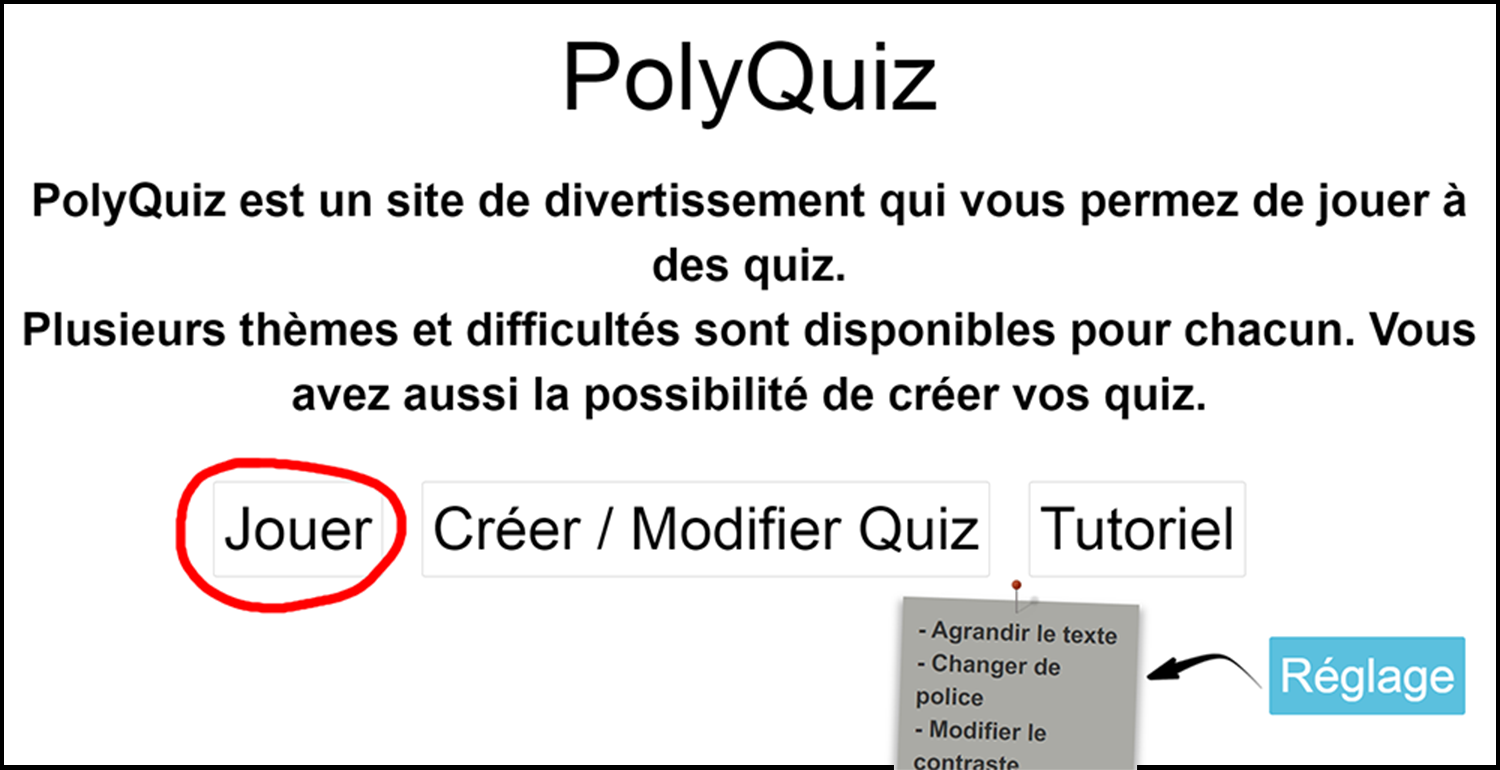 PolyQuiz
PolyQuiz est un site de divertissement qui vous permez de jouer à
des quiz.
Plusieurs thèmes et difficultés sont disponibles pour chacun. Vous
avez aussi la possibilité de créer vos quiz.
Jouer
Créer / Modifier Quiz
Tutoriel
- Agrandir le texte
- Changer de
police
- Modifier le
contraste
Réglage